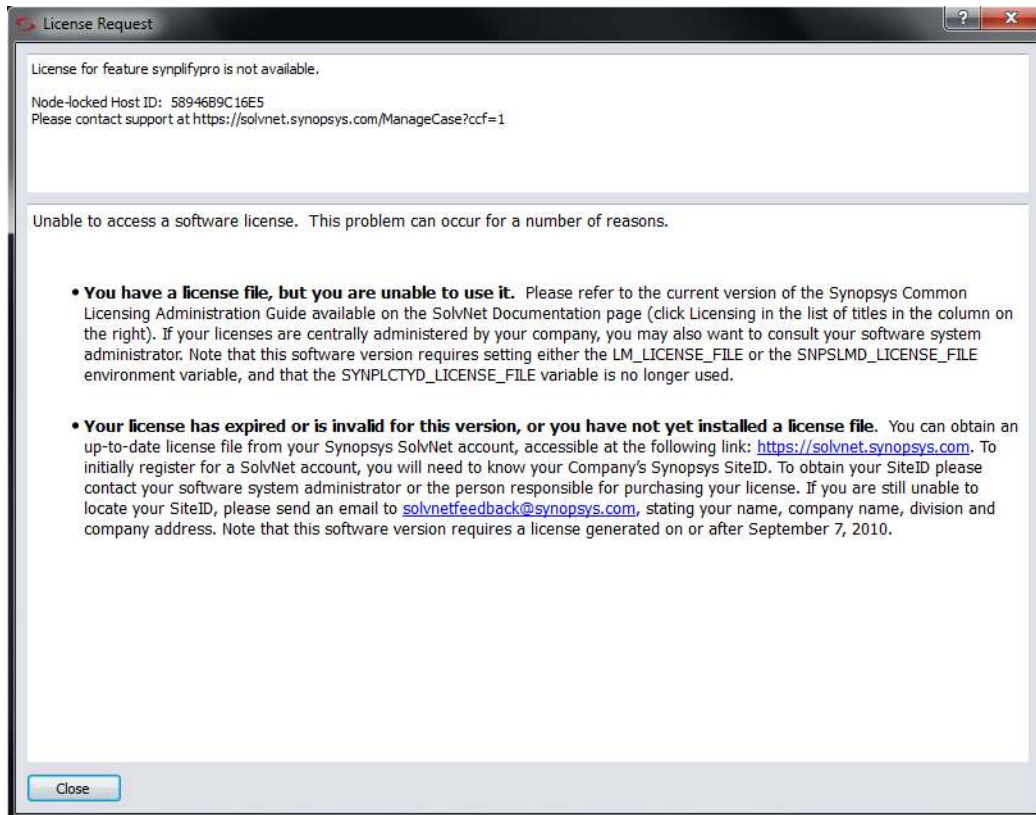 License Request
License for feature synplifypro is not available.
Node-locked Host ID:  58946B9C16E5
Please contact support at https://solvnet.synopsys.com/ManageCase?ccf=1
Unable to access a software license.  This problem can occur for a number of reasons.
• You have a license file, but you are unable to use it.  Please refer to the current version of the Synopsys Common
Licensing Administration Guide available on the SolvNet Documentation page (click Licensing in the list of titles in the column on
the right). If your licenses are centrally administered by your company, you may also want to consult your software system
administrator. Note that this software version requires setting either the LM_LICENSE_FILE or the SNPSLMD_LICENSE_FILE
environment variable, and that the SYNPLCTYD_LICENSE_FILE variable is no longer used.
• Your license has expired or is invalid for this version, or you have not yet installed a license file.  You can obtain an
up-to-date license file from your Synopsys SolvNet account, accessible at the following link: https://solvnet.synopsys.com. To
initially register for a SolvNet account, you will need to know your Company's Synopsys SiteID. To obtain your SiteID please
contact your software system administrator or the person responsible for purchasing your license. If you are still unable to
locate your SiteID, please send an email to solvnetfeedback@synopsys.com, stating your name, company name, division and
company address. Note that this software version requires a license generated on or after September 7, 2010.
Close